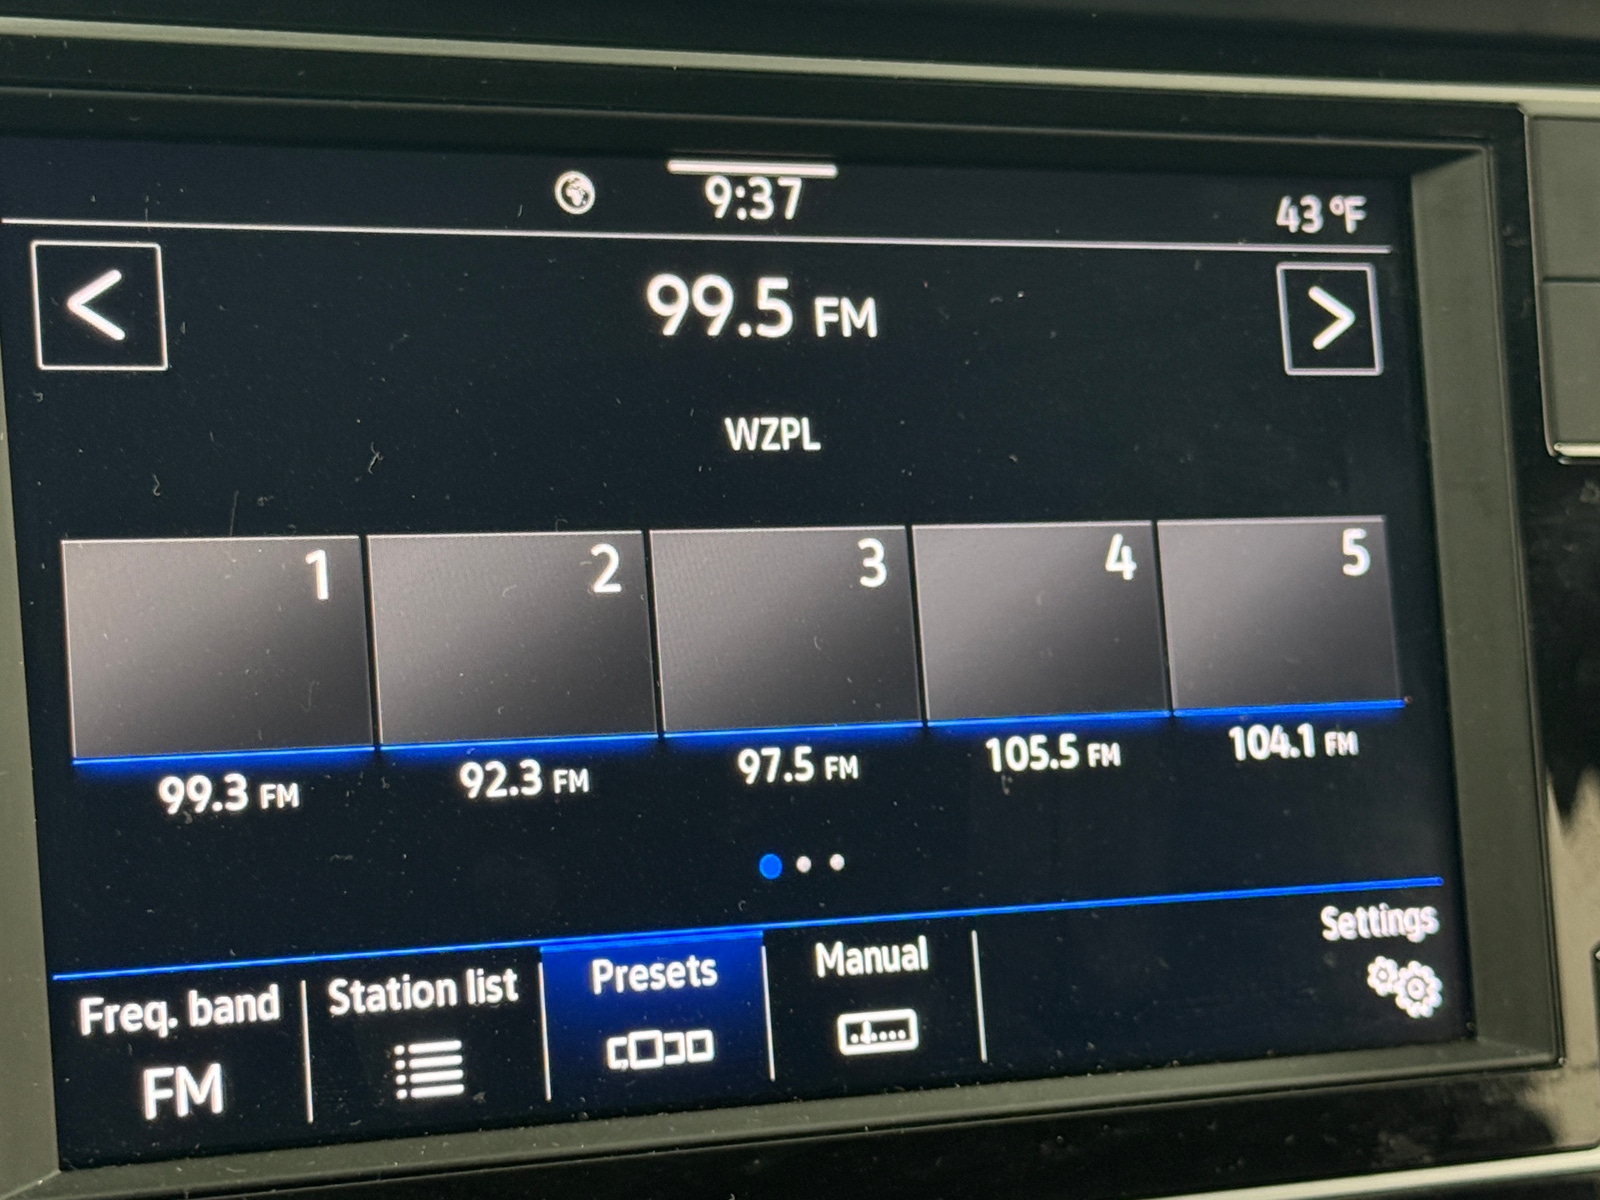 9:37
43 °F
<
99.5 FM
>
WZPL
1
2
3
4
5
99.3 FM
92.3 FM
97.5 FM
105.5 FM
104.1 FM
Freq. band
FM
Station list
Presets
Manual
Settings